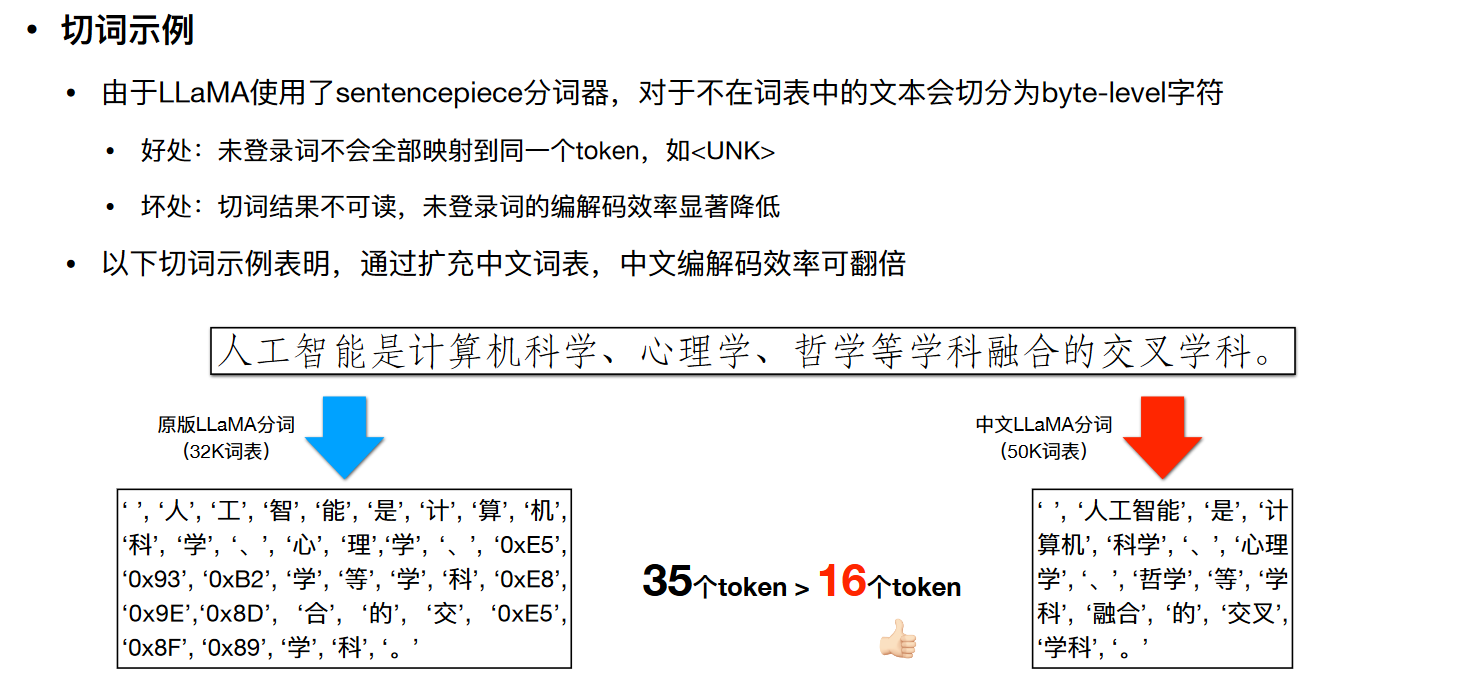 • 切词示例
• 由于LLaMA使用了sentencepiece分词器，对于不在词表中的文本会切分为byte-level字符
• 好处：未登录词不会全部映射到同一个token，如<UNK>
• 坏处：切词结果不可读，未登录词的编解码效率显著降低
• 以下切词示例表明，通过扩充中文词表，中文编解码效率可翻倍
人工智能是计算机科学、心理学、哲学等学科融合的交叉学科。
原版LLaMA分词
（32K词表）
‘ ’, ‘人’, ‘工’, ‘智’, ‘能’, ‘是’, ‘计’, ‘算’, ‘机’,
‘科’, ‘学’, ‘、’, ‘心’, ‘理’,‘学’, ‘、’, ‘0xE5’,
‘0x93’, ‘0xB2’, ‘学’, ‘等’, ‘学’, ‘科’, ‘0xE8’,
‘0x9E’,‘0x8D’, ‘合’, ‘的’, ‘交’, ‘0xE5’,
‘0x8F’, ‘0x89’, ‘学’, ‘科’, ‘。’
35个token > 16个token
中文LLaMA分词
（50K词表）
‘ ’, ‘人工智能’, ‘是’, ‘计
算机’, ‘科学’, ‘、’, ‘心理
学’, ‘、’, ‘哲学’, ‘等’, ‘学
科’, ‘融合’, ‘的’, ‘交叉’,
‘学科’, ‘。’